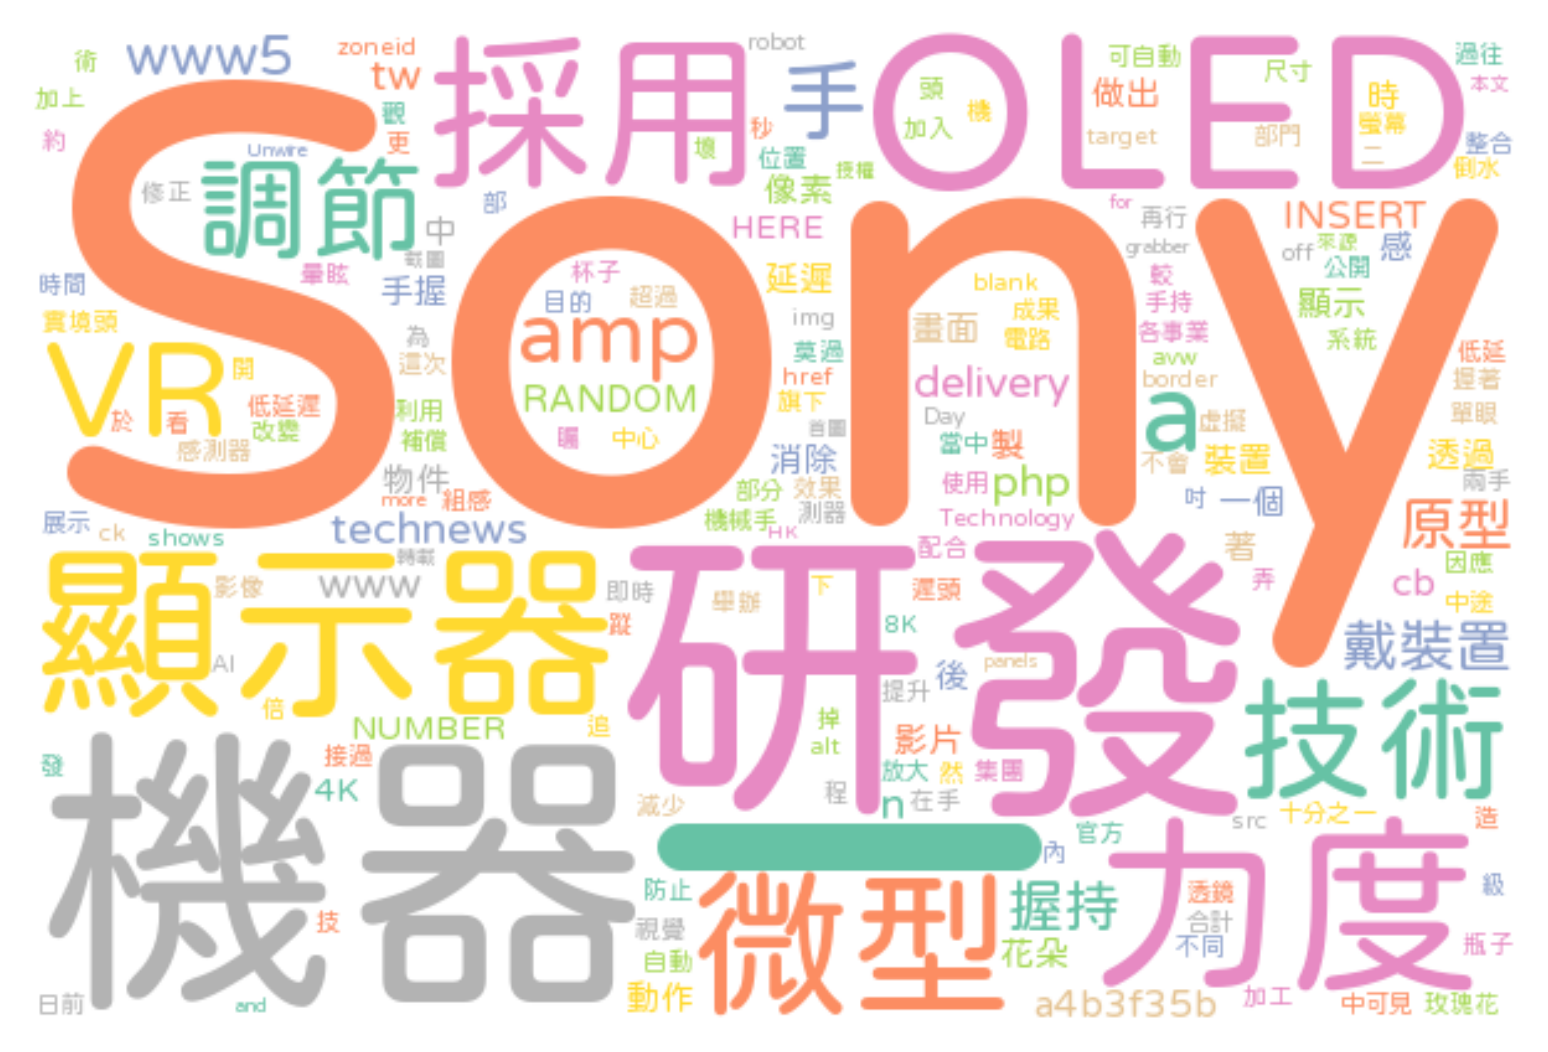 術
www5
zoneid
tw
採用
robot
手
OLED
頭
加入
機
可自動
做出
target
尺寸
部門
時
螢幕
二
過往
本文
整合
倒水
加上
約
觀
更
Unwire
調節
修正
中
部
截圖
暈眩
手握
壞
秒
位置
授權
像素
HERE
for
再行
grabber
INSERT
off
來源
公開
感
Sony
時間
實境頭
VR
開
於
看
低延遲
改變
感測器
為
這次
利用
補償
物件
more
組感
杯子
目的
超過
amp
RANDOM
矚
中心
延遲
img
莫過
href
旗下
首圖
消除
部分
效果
機械手
測器
HK
blank
成果
電路
畫面
delivery
Day
當中
製
使用
php
Technology
較
手持
各事業
avw
border
a
虛擬
不會
裝置
吋
一個
顯示
系統
低延
握著
單眼
透過
兩手
原型
因應
cb
中途
展示
ck
shows
technews
轉載
www
影像
顯示器
AI
倍
NUMBER
追
即時
蹤
舉辦
下
研發
配合
遲頭
8K
後
panels
提升
掉
alt
影片
放大
然
集團
程
n
在手
著
弄
戴裝置
技術
src
十分之一
造
發
機器
接過
4K
技
日前
and
減少
一
官方
內
防止
視覺
自動
動作
微型
握持
花朵
a4b3f35b
力度
透鏡
合計
不同
加工
級
瓶子
中可見
玫瑰花